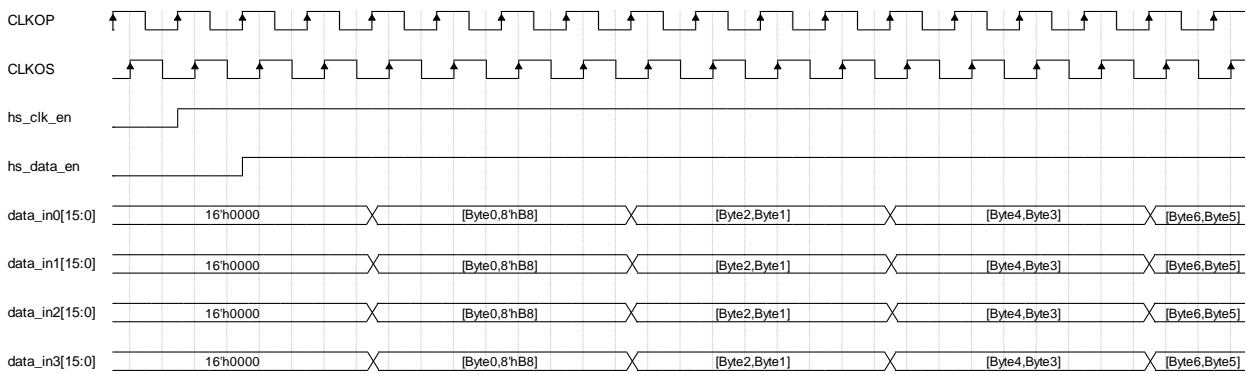 CLKOP
CLKOS
hs_clk_en
hs_data_en
data_in0[15:0] 16'h0000 [Byte0,8'hB8] [Byte2,Byte1] [Byte4,Byte3] [Byte6,Byte5]
data_in1[15:0] 16'h0000 [Byte0,8'hB8] [Byte2,Byte1] [Byte4,Byte3] [Byte6,Byte5]
data_in2[15:0] 16'h0000 [Byte0,8'hB8] [Byte2,Byte1] [Byte4,Byte3] [Byte6,Byte5]
data_in3[15:0] 16'h0000 [Byte0,8'hB8] [Byte2,Byte1] [Byte4,Byte3] [Byte6,Byte5]